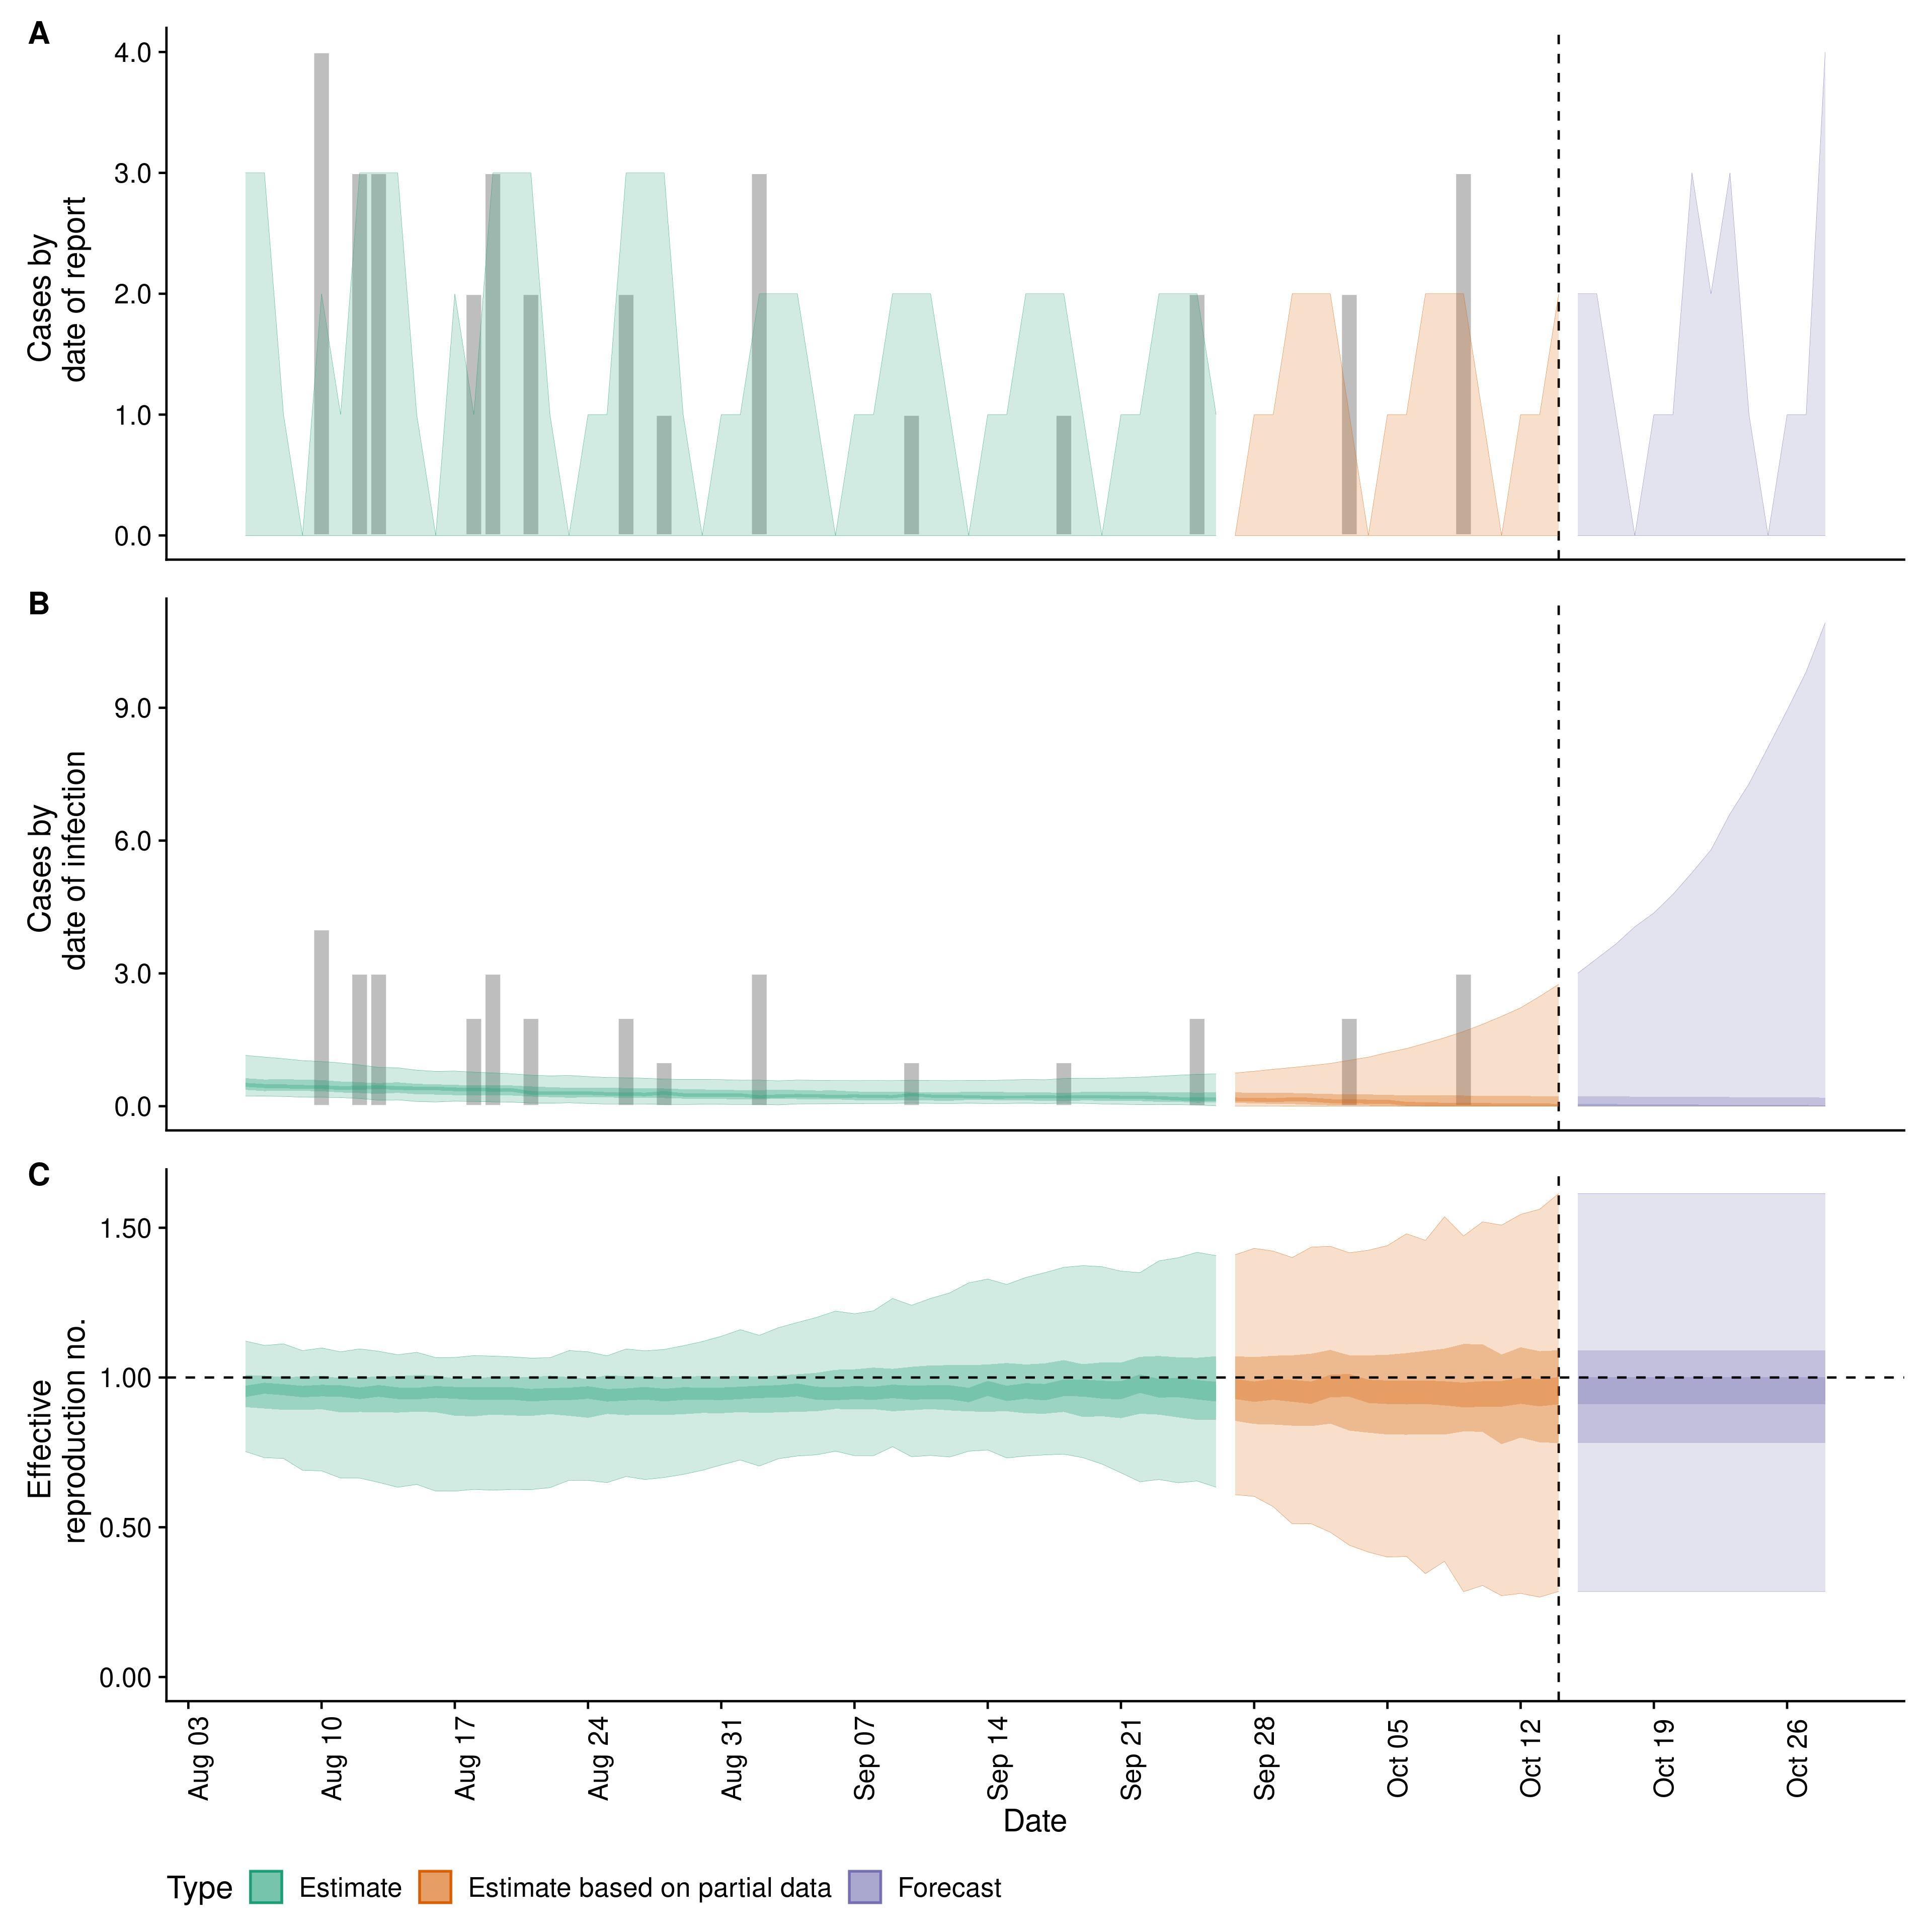 A
4.0
3.0
2.0
1.0
0.0
Cases by
date of report
B
9.0
6.0
3.0
0.0
Cases by
date of infection
C
1.50
1.00
0.50
0.00
Effective
reproduction no.
Aug 03
Aug 10
Aug 17
Aug 24
Aug 31
Sep 07
Sep 14
Sep 21
Sep 28
Oct 05
Oct 12
Oct 19
Oct 26
Date
Type Estimate Estimate based on partial data Forecast